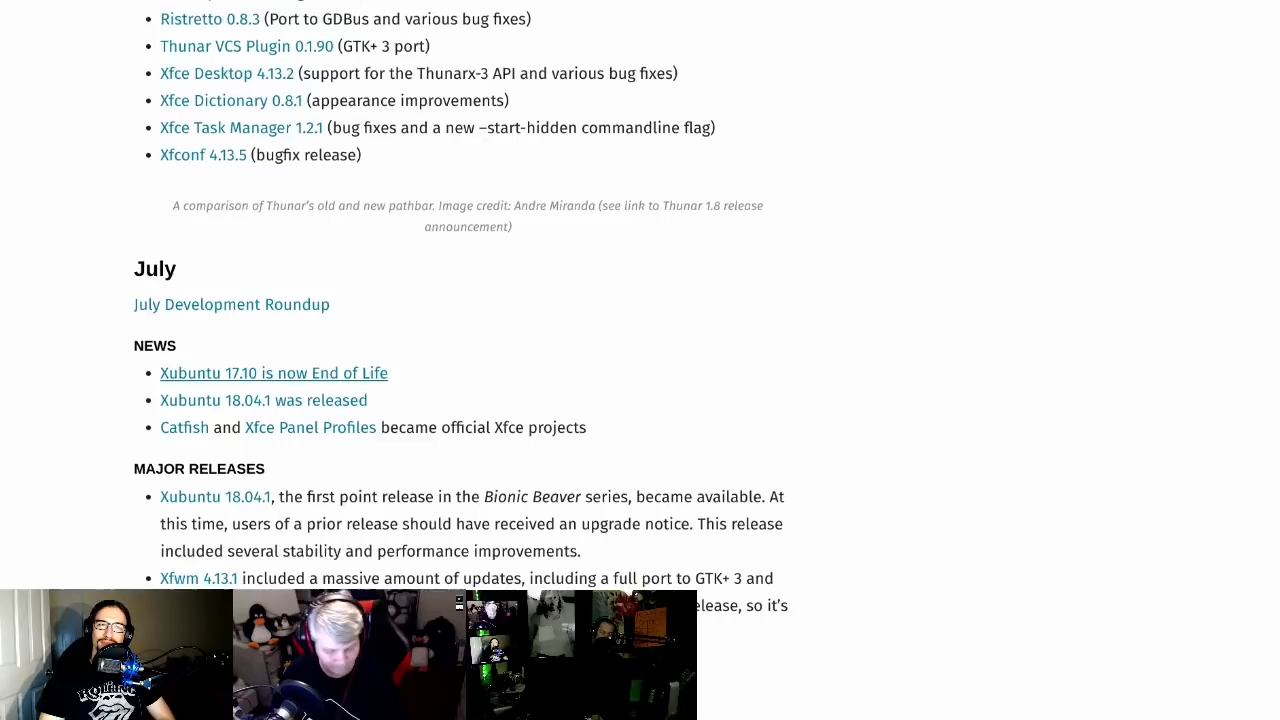 • Ristretto 0.8.3 (Port to GDBus and various bug fixes)
• Thunar VCS Plugin 0.1.90 (GTK+ 3 port)
• Xfce Desktop 4.13.2 (support for the Thunarx-3 API and various bug fixes)
• Xfce Dictionary 0.8.1 (appearance improvements)
• Xfce Task Manager 1.2.1 (bug fixes and a new –start-hidden commandline flag)
• Xfconf 4.13.5 (bugfix release)
A comparison of Thunar’s old and new pathbar. Image credit: Andre Miranda (see link to Thunar 1.8 release
announcement)
July
July Development Roundup
NEWS
• Xubuntu 17.10 is now End of Life
• Xubuntu 18.04.1 was released
• Catfish and Xfce Panel Profiles became official Xfce projects
MAJOR RELEASES
• Xubuntu 18.04.1, the first point release in the Bionic Beaver series, became available. At
this time, users of a prior release should have received an upgrade notice. This release
included several stability and performance improvements.
• Xfwm 4.13.1 included a massive amount of updates, including a full port to GTK+ 3 and
so it’s